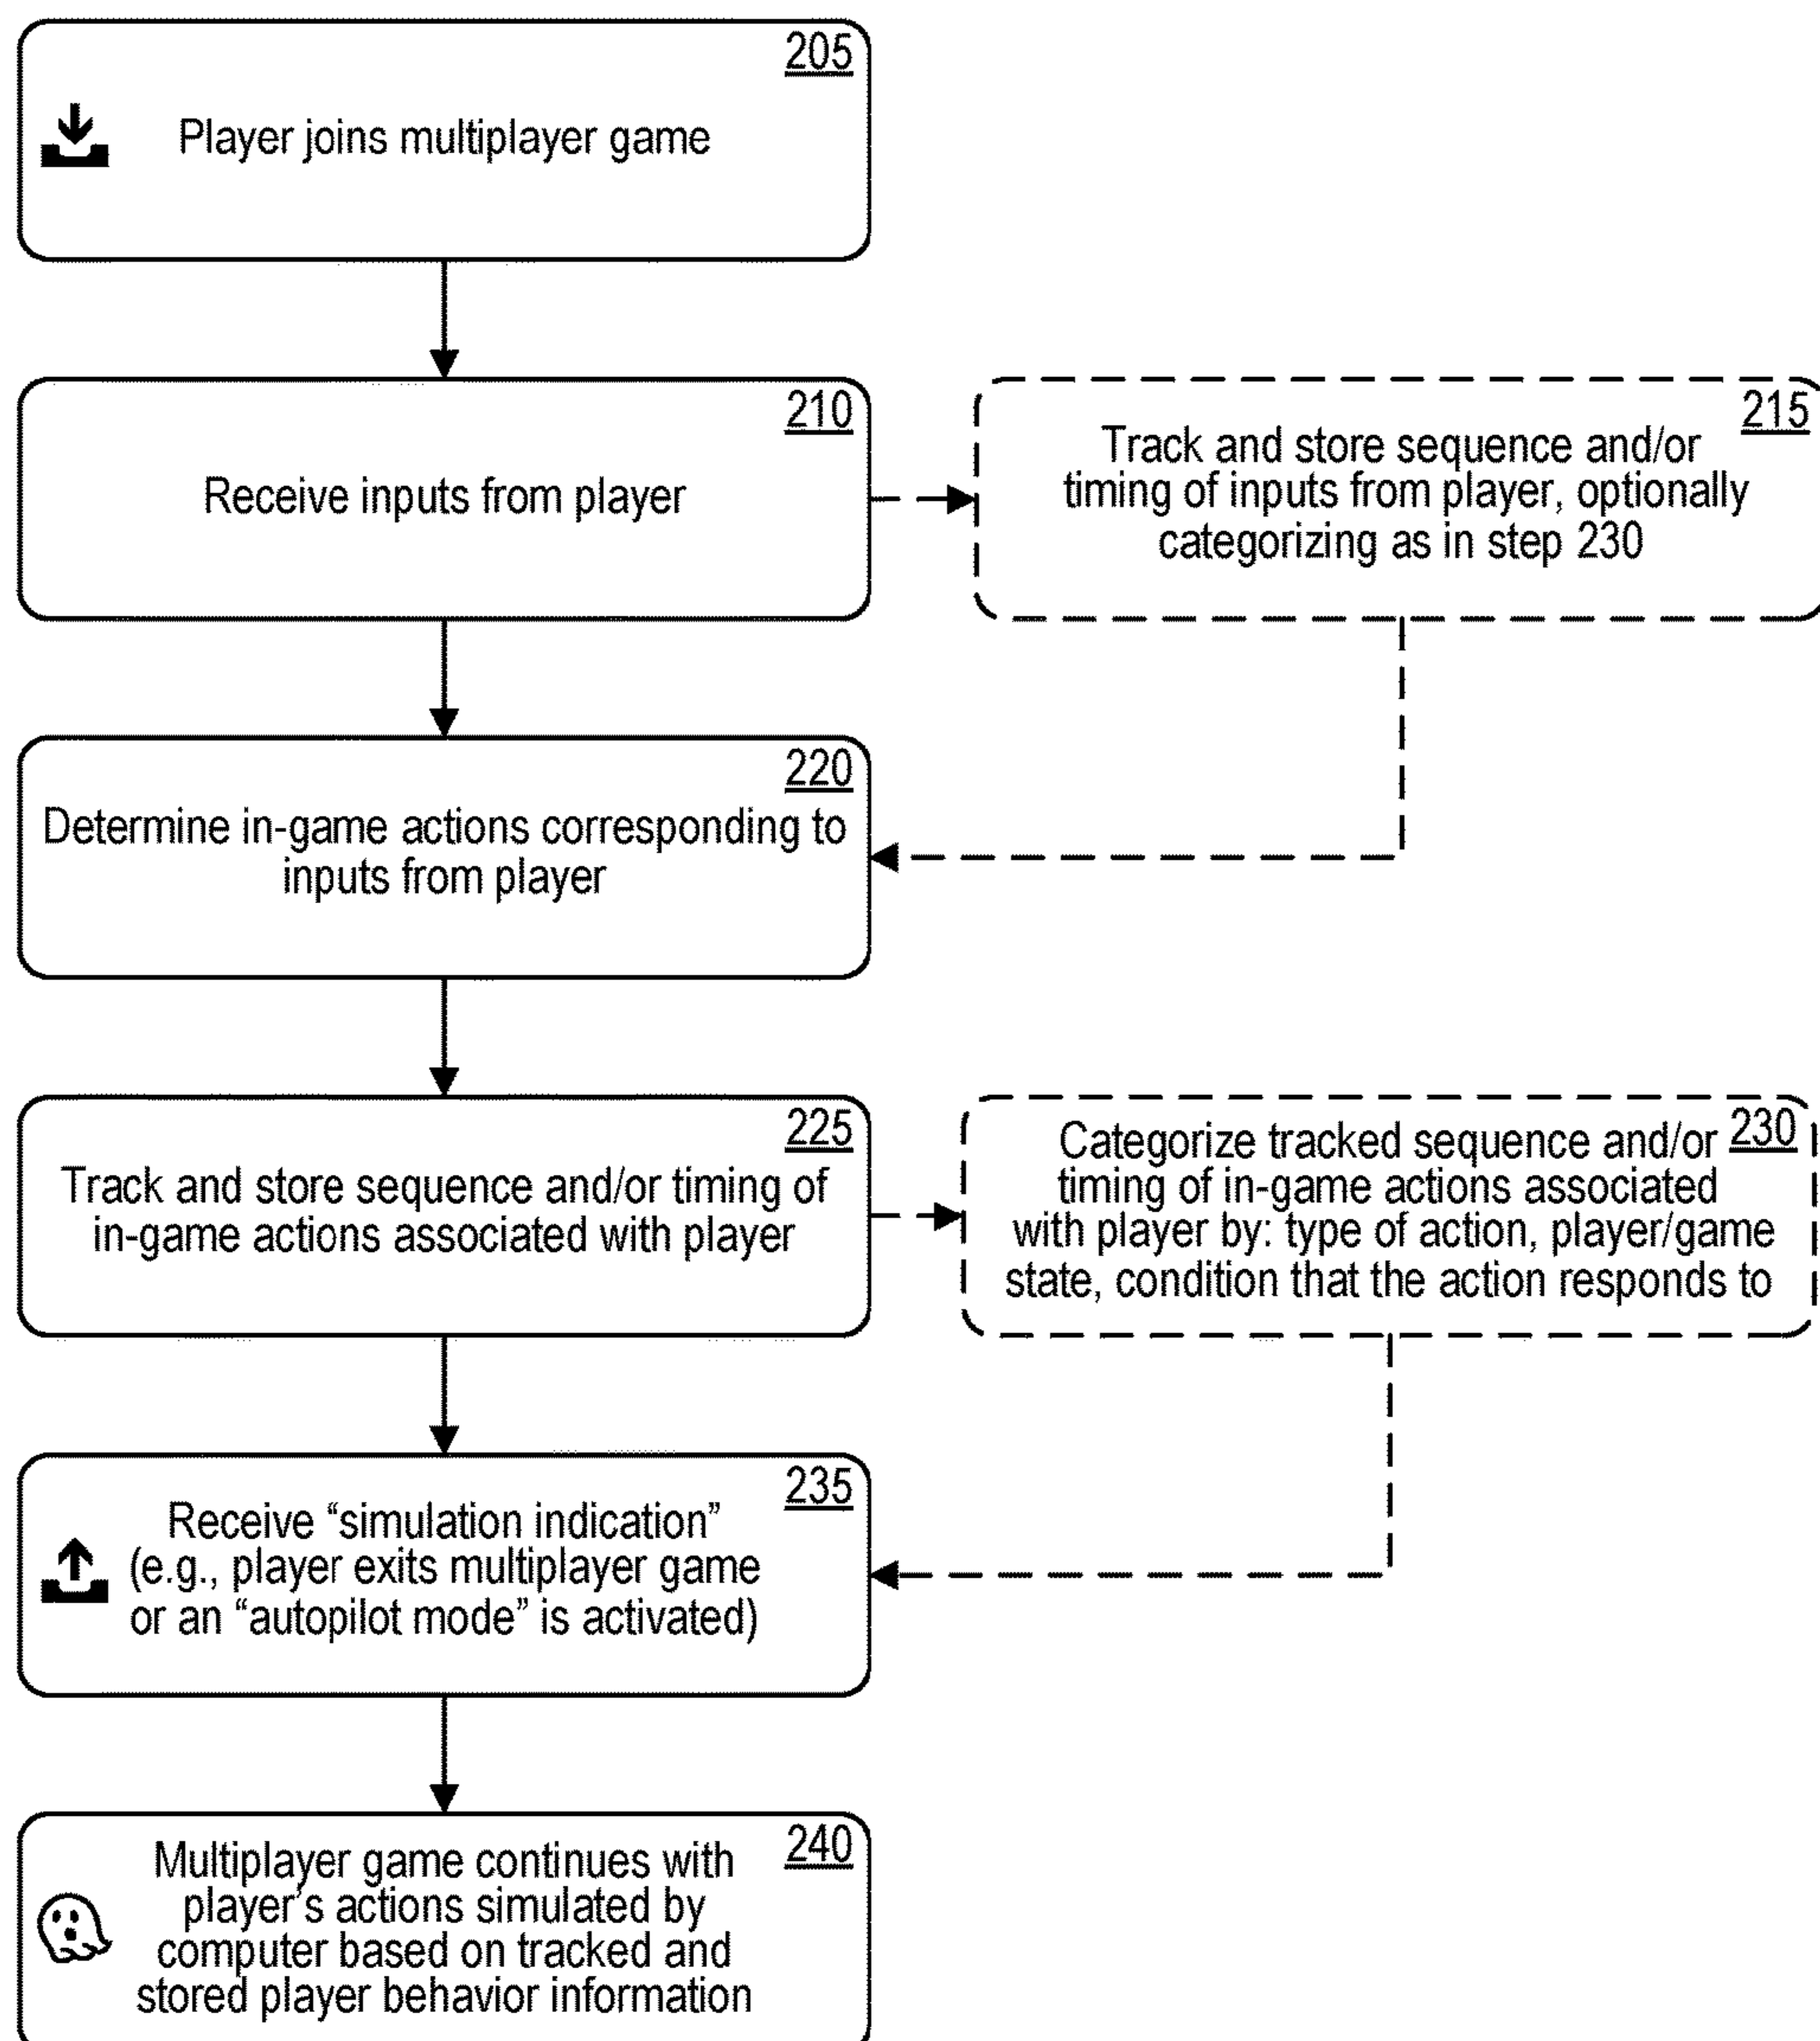 205
Player joins multiplayer game
210
Receive inputs from player
215
Track and store sequence and/or
timing of inputs from player, optionally
categorizing as in step 230
220
Determine in-game actions corresponding to
inputs from player
225
Track and store sequence and/or timing of
in-game actions associated with player
230
Categorize tracked sequence and/or
timing of in-game actions associated
with player by: type of action, player/game
state, condition that the action responds to
235
Receive “simulation indication”
(e.g., player exits multiplayer game
or an “autopilot mode” is activated)
240
Multiplayer game continues with
player’s actions simulated by
computer based on tracked and
stored player behavior information